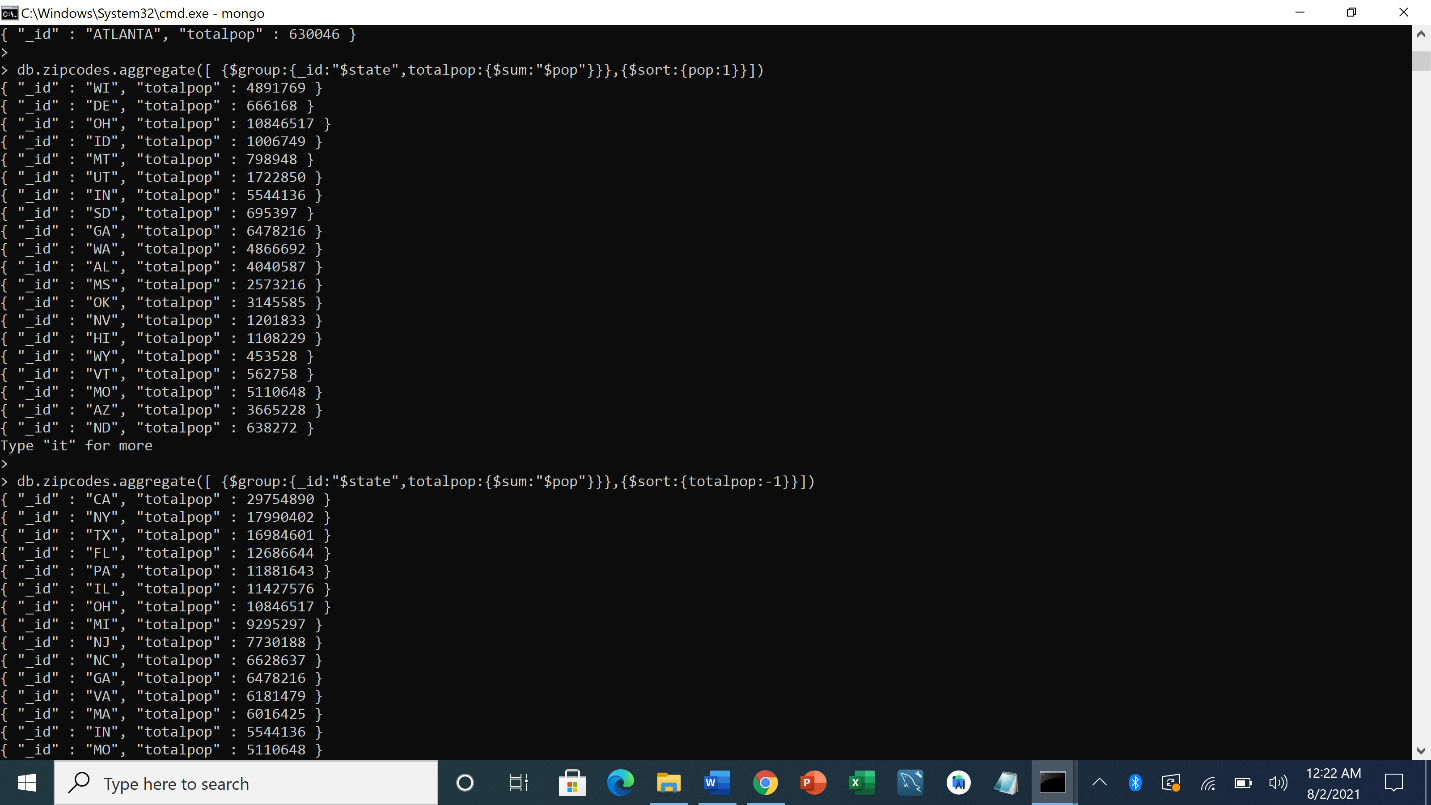 C:\Windows\System32\cmd.exe - mongo
{ "_id" : "ATLANTA", "totalpop" : 630046 }
>
> db.zipcodes.aggregate([ {$group:{_id:"$state",totalpop:{$sum:"$pop"}}},{$sort:{pop:1}}])
{ "_id" : "WI", "totalpop" : 4891769 }
{ "_id" : "DE", "totalpop" : 666168 }
{ "_id" : "OH", "totalpop" : 10846517 }
{ "_id" : "ID", "totalpop" : 1006749 }
{ "_id" : "MT", "totalpop" : 798948 }
{ "_id" : "UT", "totalpop" : 1722850 }
{ "_id" : "IN", "totalpop" : 5544136 }
{ "_id" : "SD", "totalpop" : 695397 }
{ "_id" : "GA", "totalpop" : 6478216 }
{ "_id" : "WA", "totalpop" : 4866692 }
{ "_id" : "AL", "totalpop" : 4040587 }
{ "_id" : "MS", "totalpop" : 2573216 }
{ "_id" : "OK", "totalpop" : 3145585 }
{ "_id" : "NV", "totalpop" : 1201833 }
{ "_id" : "HI", "totalpop" : 1108229 }
{ "_id" : "WY", "totalpop" : 453528 }
{ "_id" : "VT", "totalpop" : 562758 }
{ "_id" : "MO", "totalpop" : 5110648 }
{ "_id" : "AZ", "totalpop" : 3665228 }
{ "_id" : "ND", "totalpop" : 638272 }
Type "it" for more
>
> db.zipcodes.aggregate([ {$group:{_id:"$state",totalpop:{$sum:"$pop"}}},{$sort:{totalpop:-1}}])
{ "_id" : "CA", "totalpop" : 29754890 }
{ "_id" : "NY", "totalpop" : 17990402 }
{ "_id" : "TX", "totalpop" : 16984601 }
{ "_id" : "FL", "totalpop" : 12686644 }
{ "_id" : "PA", "totalpop" : 11881643 }
{ "_id" : "IL", "totalpop" : 11427576 }
{ "_id" : "OH", "totalpop" : 10846517 }
{ "_id" : "MI", "totalpop" : 9295297 }
{ "_id" : "NJ", "totalpop" : 7730188 }
{ "_id" : "NC", "totalpop" : 6628637 }
{ "_id" : "GA", "totalpop" : 6478216 }
{ "_id" : "VA", "totalpop" : 6181479 }
{ "_id" : "MA", "totalpop" : 6016425 }
{ "_id" : "IN", "totalpop" : 5544136 }
{ "_id" : "MO", "totalpop" : 5110648 }
Type here to search
12:22 AM
8/2/2021